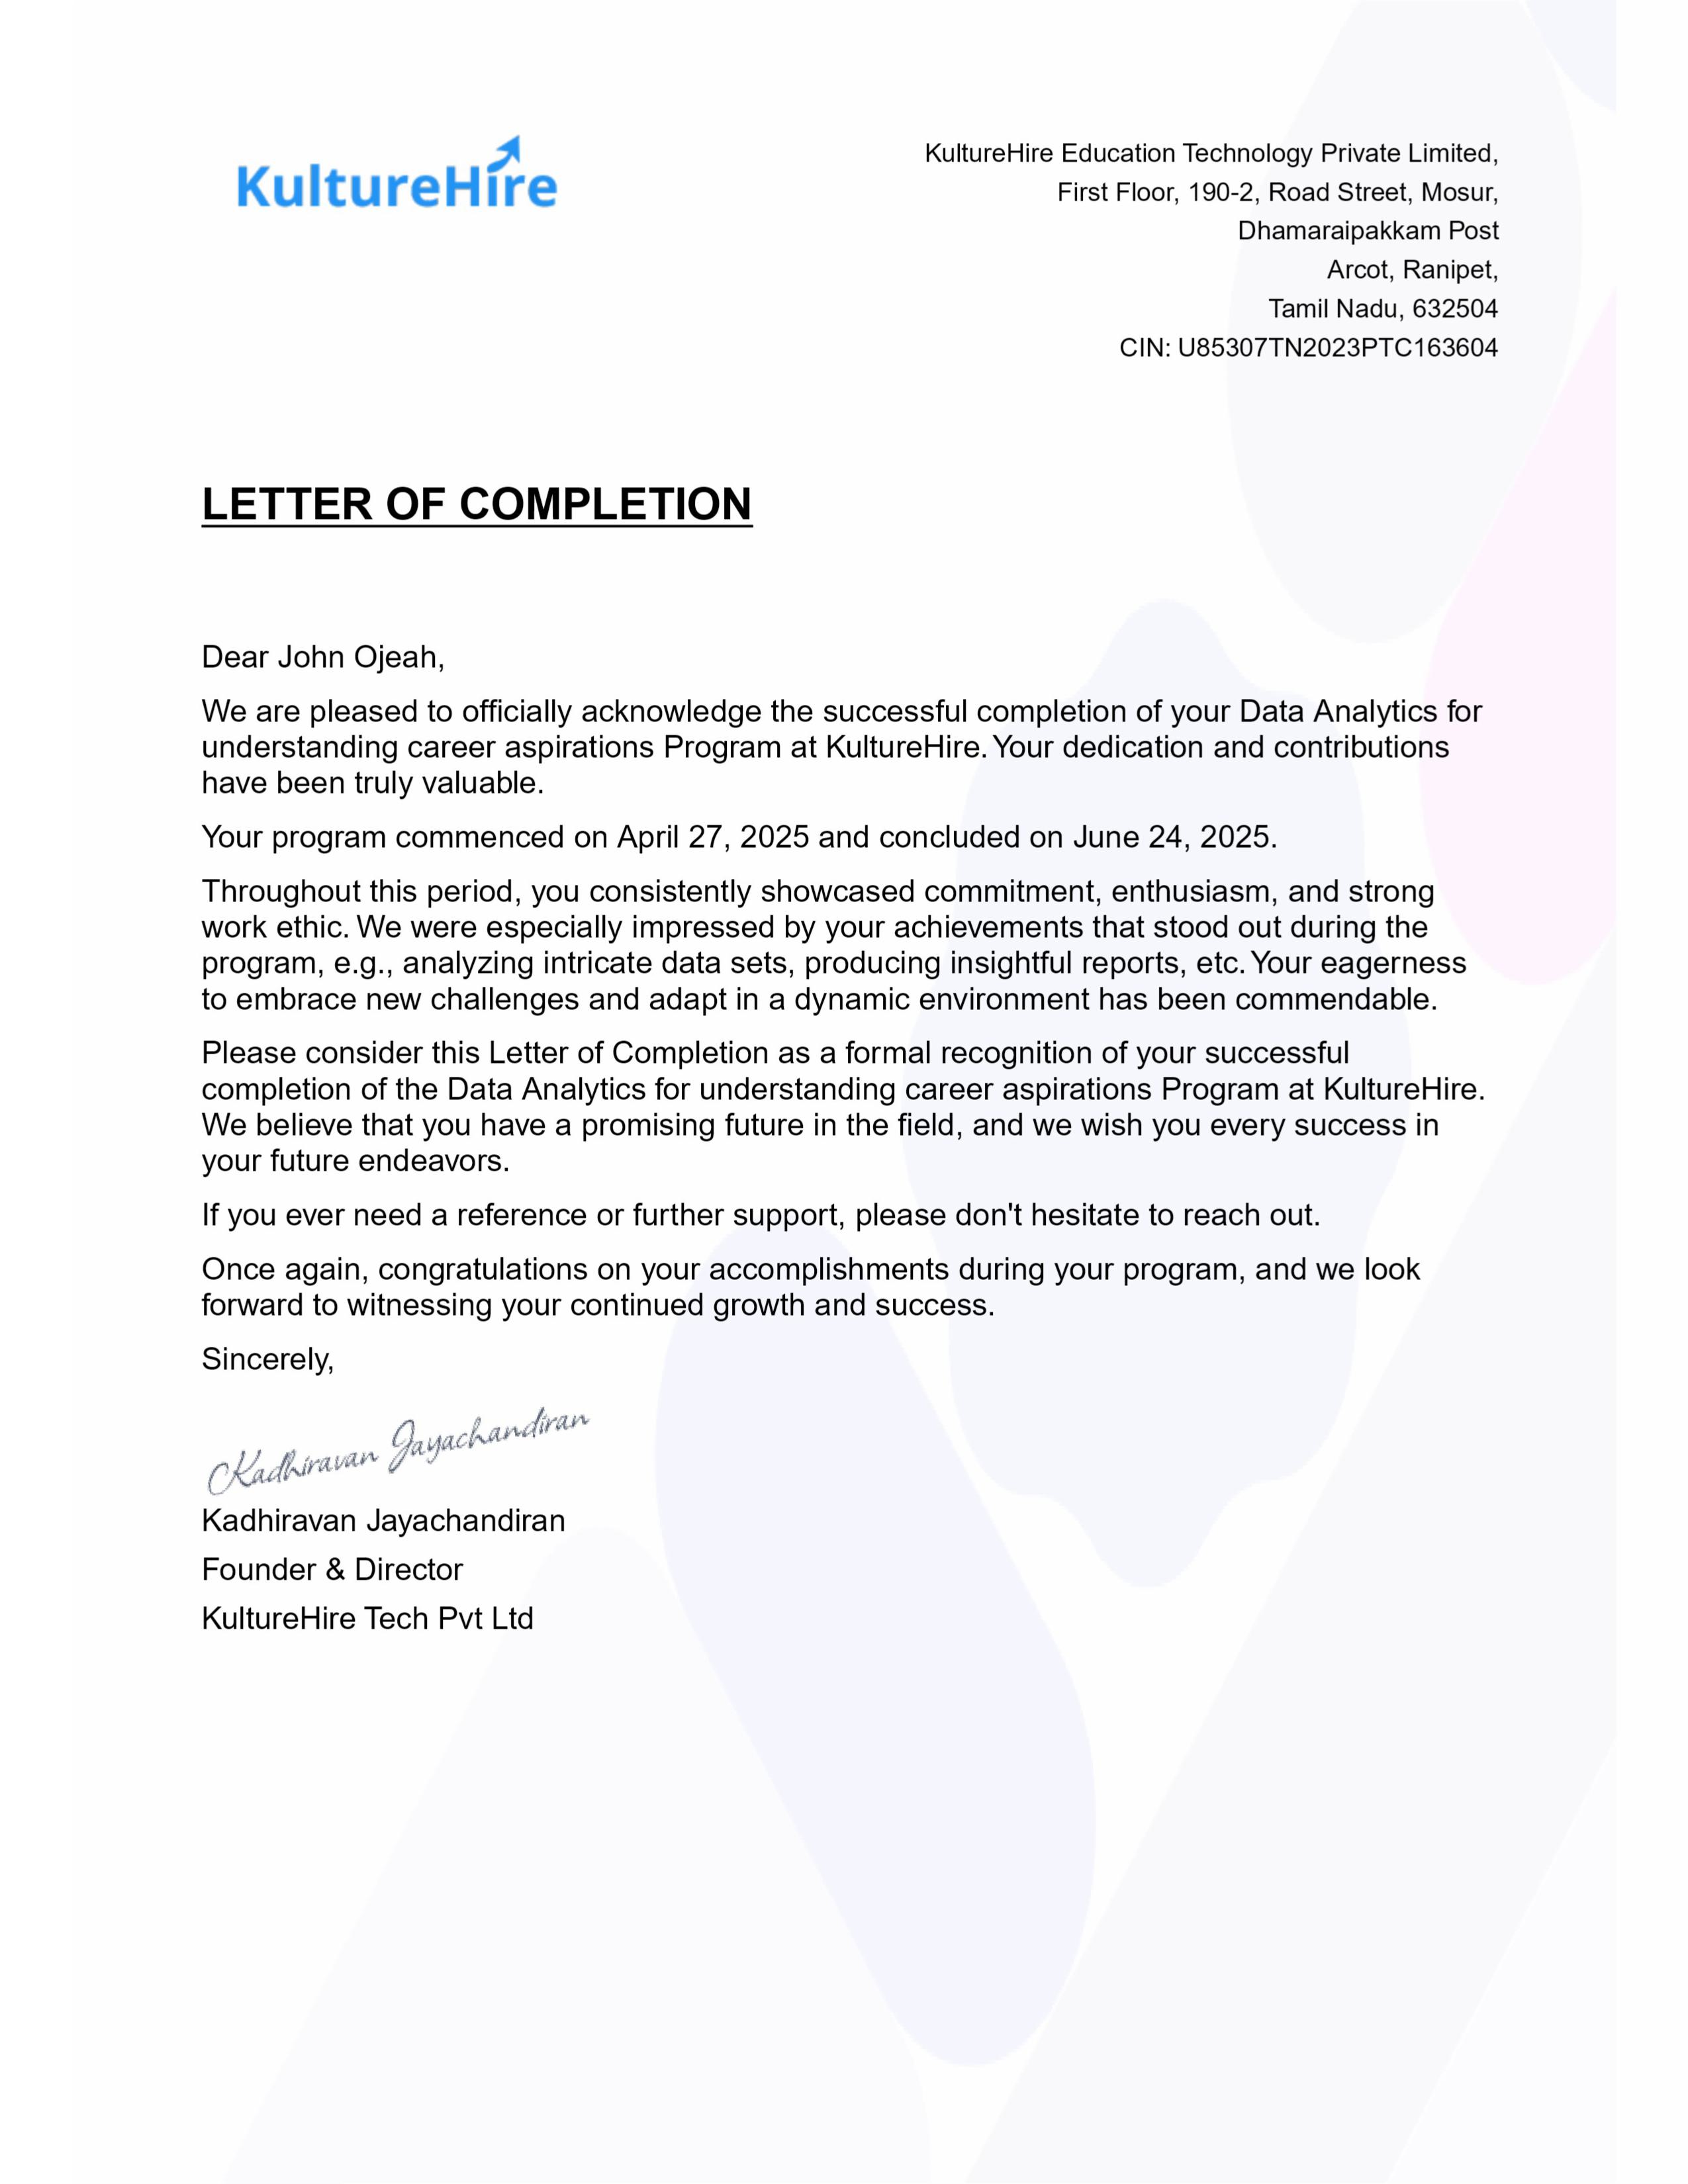 KultureHire
KultureHire Education Technology Private Limited,
First Floor, 190-2, Road Street, Mosur,
Dhamaraipakkam Post
Arcot, Ranipet,
Tamil Nadu, 632504
CIN: U85307TN2023PTC163604
LETTER OF COMPLETION
Dear John Ojeah,
We are pleased to officially acknowledge the successful completion of your Data Analytics for
understanding career aspirations Program at KultureHire. Your dedication and contributions
have been truly valuable.
Your program commenced on April 27, 2025 and concluded on June 24, 2025.
Throughout this period, you consistently showcased commitment, enthusiasm, and strong
work ethic. We were especially impressed by your achievements that stood out during the
program, e.g., analyzing intricate data sets, producing insightful reports, etc. Your eagerness
to embrace new challenges and adapt in a dynamic environment has been commendable.
Please consider this Letter of Completion as a formal recognition of your successful
completion of the Data Analytics for understanding career aspirations Program at KultureHire.
We believe that you have a promising future in the field, and we wish you every success in
your future endeavors.
If you ever need a reference or further support, please don't hesitate to reach out.
Once again, congratulations on your accomplishments during your program, and we look
forward to witnessing your continued growth and success.
Sincerely,
Kadhiravan Jayachandiran
Kadhiravan Jayachandiran
Founder & Director
KultureHire Tech Pvt Ltd